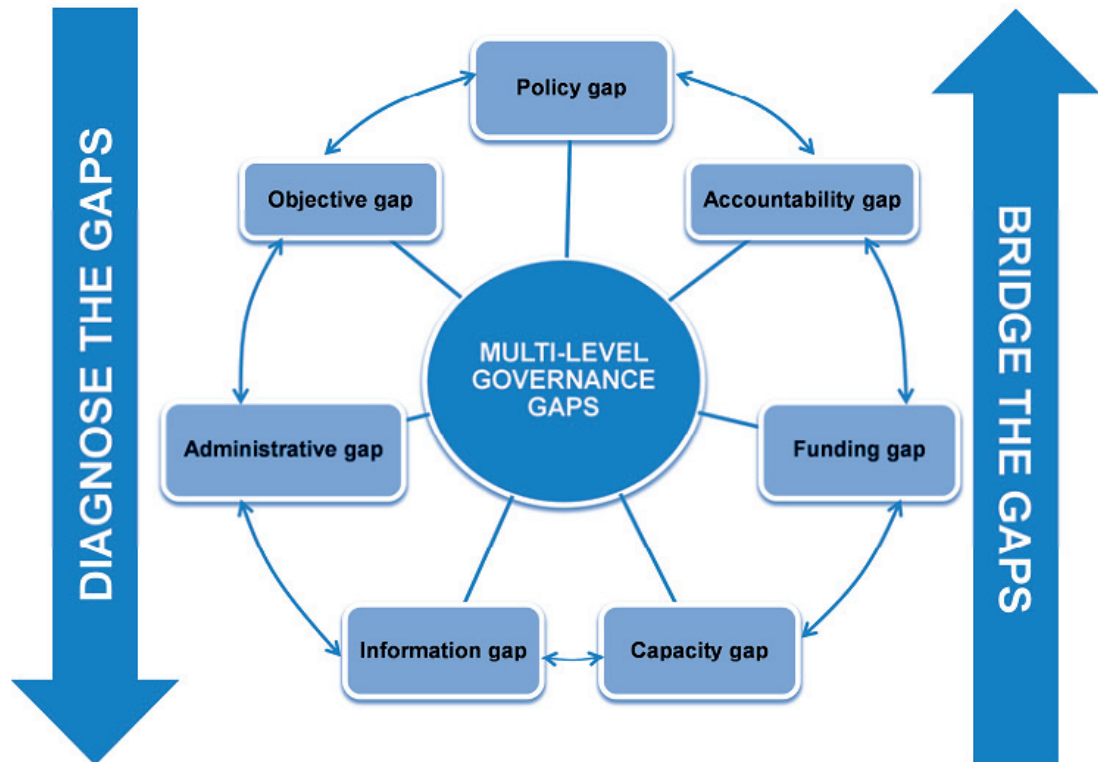 DIAGNOSE THE GAPS
Policy gap
Objective gap
Accountability gap
MULTI-LEVEL
GOVERNANCE
GAPS
Administrative gap
Funding gap
Information gap
Capacity gap
BRIDGE THE GAPS